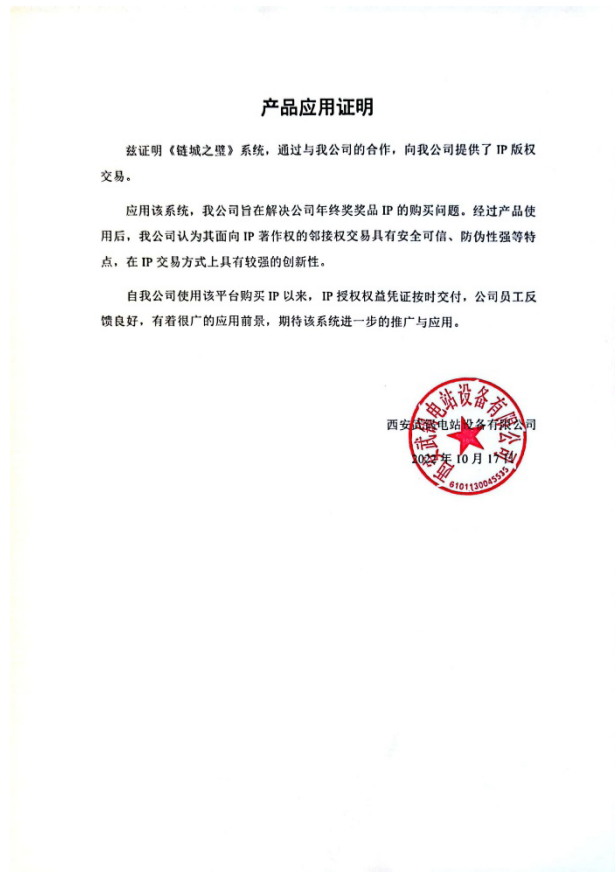 产品应用证明
兹证明《链城之璧》系统，通过与我公司的合作，向我公司提供了 IP 版权
交易。
应用该系统，我公司旨在解决公司年终奖奖品 IP 的购买问题。经过产品使
用后，我公司认为其面向 IP 著作权的邻接权交易具有安全可信、防伪性强等特
点，在 IP 交易方式上具有较强的创新性。
自我公司使用该平台购买 IP 以来，IP 授权权益凭证按时交付，公司员工反
馈良好，有着很广的应用前景，期待该系统进一步的推广与应用。
西安武锻电站设备有限公司
2022 年 10 月 17 日
6101130045535